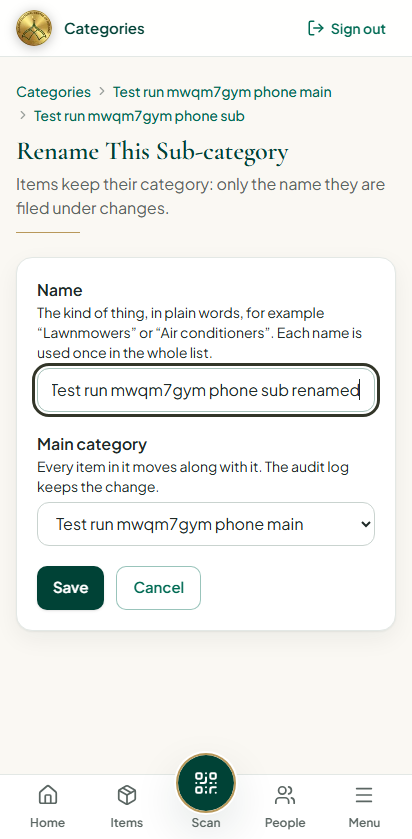 Categories
Sign out
Categories > Test run mwqm7gym phone main
> Test run mwqm7gym phone sub
Rename This Sub-category
Items keep their category: only the name they are
filed under changes.
Name
The kind of thing, in plain words, for example
“Lawnmowers” or “Air conditioners”. Each name is
used once in the whole list.
Test run mwqm7gym phone sub renamed
Main category
Every item in it moves along with it. The audit log
keeps the change.
Test run mwqm7gym phone main
Save
Cancel
Home
Items
Scan
People
Menu